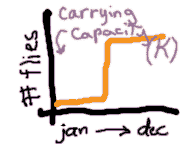 carrying
capacity
(K)
# flies
jan → dec